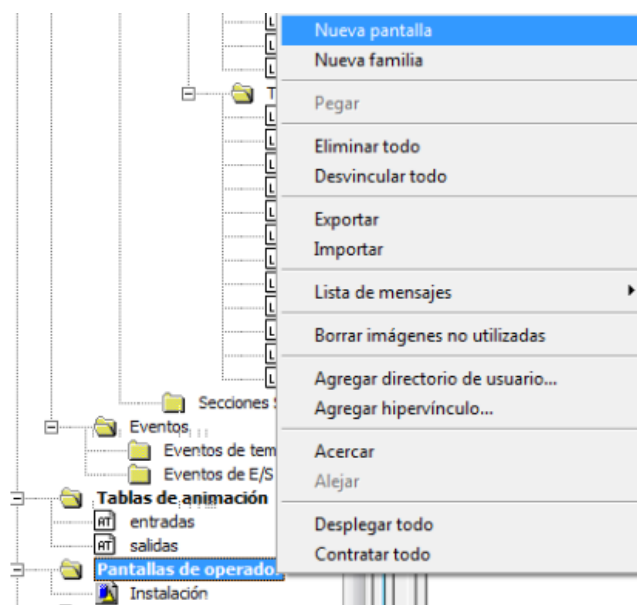 Nueva pantalla
Nueva familia
Pegar
Eliminar todo
Desvincular todo
Exportar
Importar
Lista de mensajes
Borrar imágenes no utilizadas
Agregar directorio de usuario...
Agregar hipervínculo...
Acercar
Alejar
Desplegar todo
Contratar todo
T
Secciones
Eventos
Eventos de tem
Eventos de E/S
Tablas de animación
AT entradas
AT salidas
Pantallas de operado
Instalación